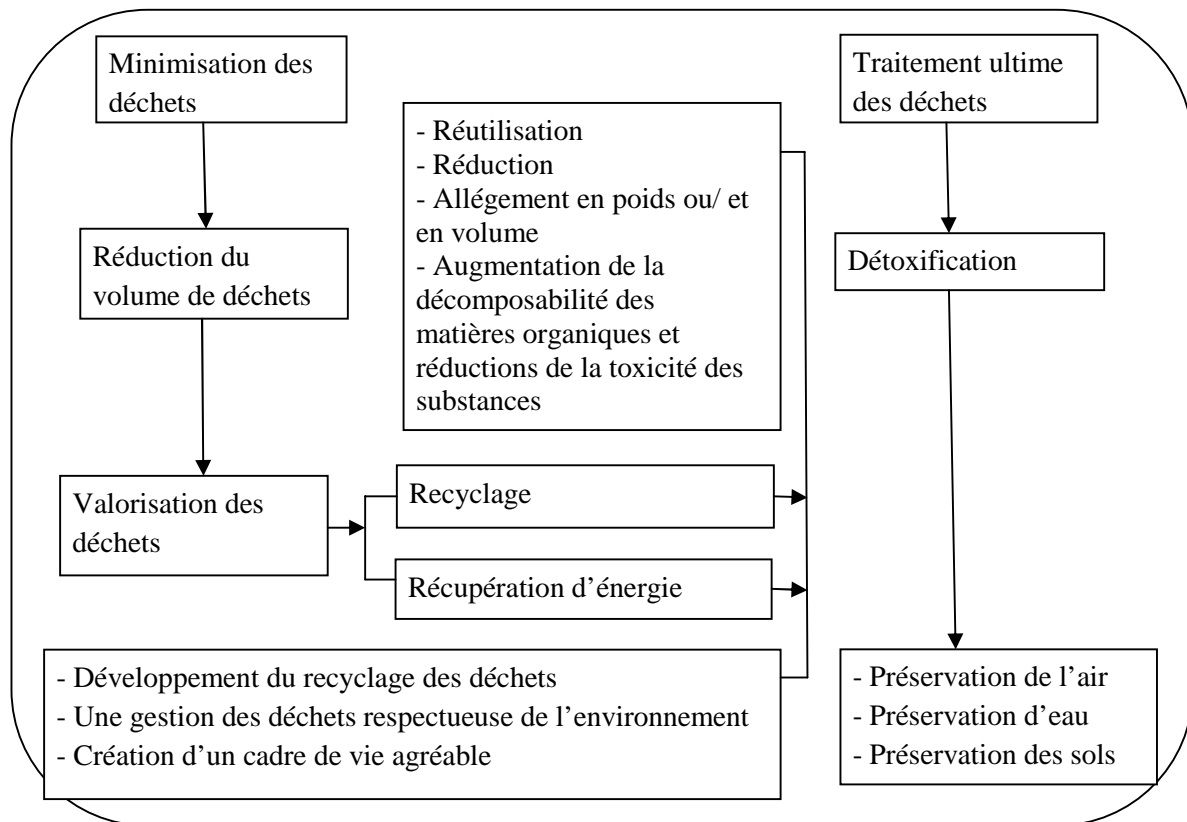 Minimisation des
déchets
Réduction du
volume de déchets
Valorisation des
déchets
- Réutilisation
- Réduction
- Allégement en poids ou/ et
en volume
- Augmentation de la
décomposabilité des
matières organiques et
réductions de la toxicité des
substances
Recyclage
Récupération d’énergie
- Développement du recyclage des déchets
- Une gestion des déchets respectueuse de l’environnement
- Création d’un cadre de vie agréable
Traitement ultime
des déchets
Détoxification
- Préservation de l’air
- Préservation d’eau
- Préservation des sols